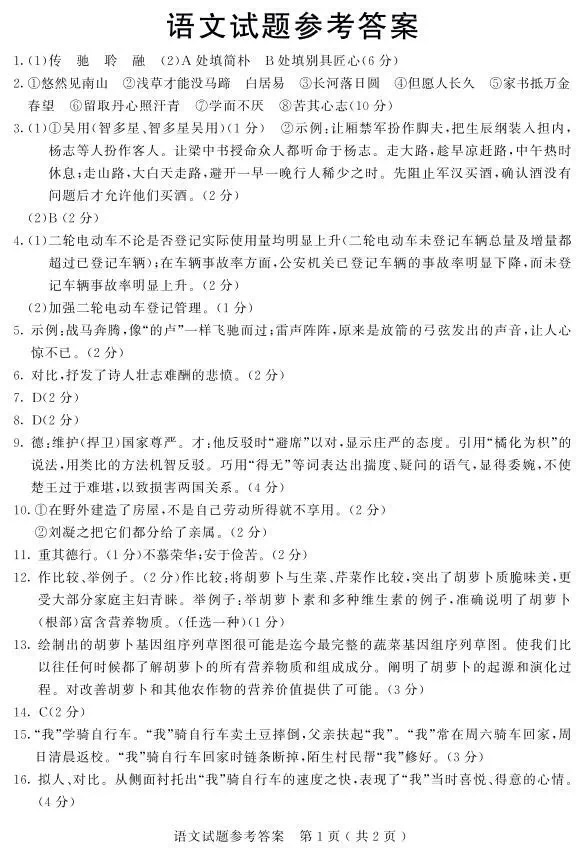 语文试题参考答案
1. (1)传 驰 聆 融 (2)A 处填简朴 B 处填别具匠心(6 分)
2. ①悠然见南山 ②浅草才能没马蹄 白居易 ③长河落日圆 ④但愿人长久 ⑤家书抵万金
春望 ⑥留取丹心照汗青 ⑦学而不厌 ⑧苦其心志(10 分)
3. (1)①吴用(智多星、智多星吴用)(1 分) ②示例:让厢禁军扮作脚夫,把生辰纲装入担内,
杨志等人扮作客人。让梁中书授命众人都听命于杨志。走大路,趁早凉赶路,中午热时
休息;走山路,大白天走路,避开一早一晚行人稀少之时。先阻止军汉买酒,确认酒没有
问题后才允许他们买酒。(2 分)
(2)B (2 分)
4. (1)二轮电动车不论是否登记实际使用量均明显上升(二轮电动车未登记车辆总量及增量都
超过已登记车辆);在车辆事故率方面,公安机关已登记车辆的事故率明显下降,而未登
记车辆事故率明显上升。(2 分)
(2)加强二轮电动车登记管理。(1 分)
5. 示例:战马奔腾,像“的卢”一样飞驰而过;雷声阵阵,原来是放箭的弓弦发出的声音,让人心
惊不已。(2 分)
6. 对比,抒发了诗人壮志难酬的悲愤。(2 分)
7. D(2 分)
8. D(2 分)
9. 德:维护(捍卫)国家尊严。才:他反驳时“避席”以对,显示庄严的态度。引用“橘化为枳”的
说法,用类比的方法机智反驳。巧用“得无”等词表达出揣度、疑问的语气,显得委婉,不使
楚王过于难堪,以致损害两国关系。(4 分)
10. ①在野外建造了房屋,不是自己劳动所得就不享用。(2 分)
②刘凝之把它们都分给了亲属。(2 分)
11. 重其德行。(1 分)不慕荣华;安于俭苦。(2 分)
12. 作比较、举例子。(2 分)作比较:将胡萝卜与生菜、芹菜作比较,突出了胡萝卜质脆味美,更
受大部分家庭主妇青睐。举例子:举胡萝卜素和多种维生素的例子,准确说明了胡萝卜
(根部)富含营养物质。(任选一种)(1 分)
13. 绘制出的胡萝卜基因组序列草图很可能是迄今最完整的蔬菜基因组序列草图。使我们比
以往任何时候都了解胡萝卜的所有营养物质和组成成分。阐明了胡萝卜的起源和演化过
程。对改善胡萝卜和其他农作物的营养价值提供了可能。(3 分)
14. C(2 分)
15. “我”学骑自行车。“我”骑自行车卖土豆摔倒,父亲扶起“我”。“我”常在周六骑车回家,周
日清晨返校。“我”骑自行车回家时链条断掉,陌生村民帮“我”修好。(3 分)
16. 拟人、对比。从侧面衬托出“我”骑自行车的速度之快,表现了“我”当时喜悦、得意的心情。
(4 分)
语文试题参考答案 第 1 页 ( 共 2 页 )